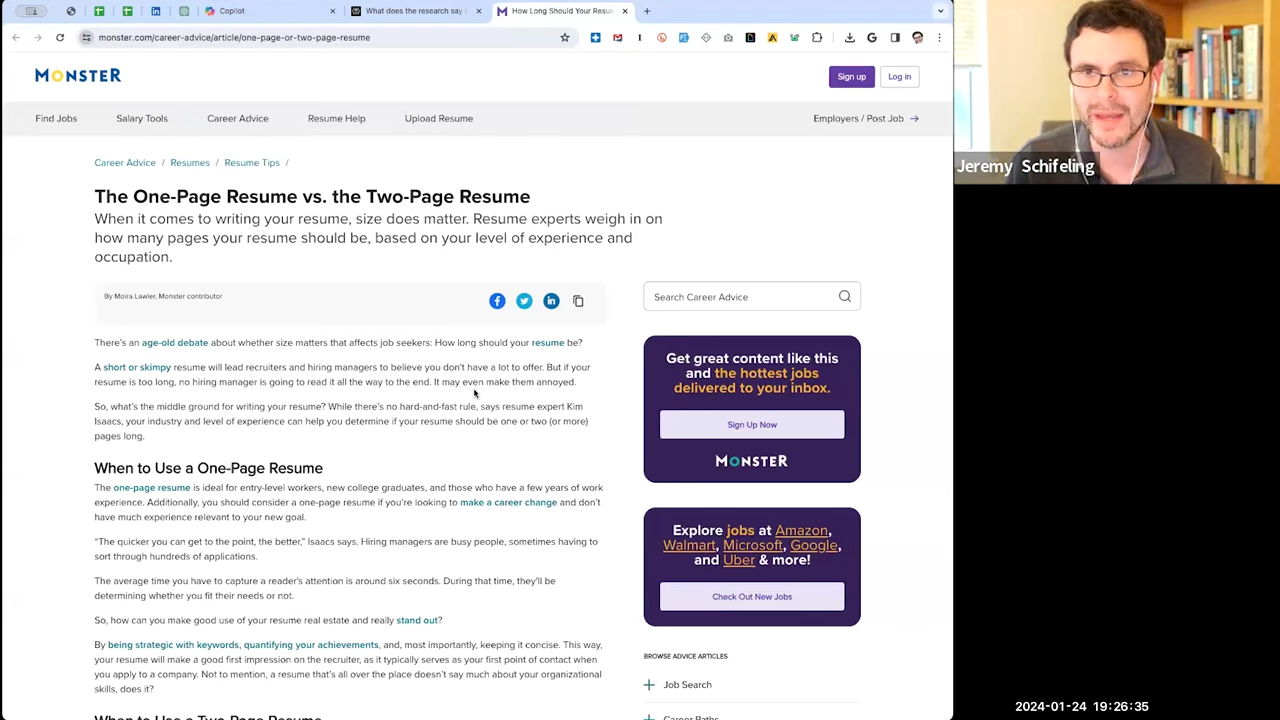 Copilot
What does the research say
How Long Should Your Resu
monster.com/career-advice/article/one-page-or-two-page-resume
MONSTER
Sign up
Log in
Find Jobs
Salary Tools
Career Advice
Resume Help
Upload Resume
Employers / Post Job
Jeremy Schifeling
Career Advice / Resumes / Resume Tips /
The One-Page Resume vs. the Two-Page Resume
When it comes to writing your resume, size does matter. Resume experts weigh in on
how many pages your resume should be, based on your level of experience and
occupation.
By Moira Lawler, Monster contributor
There's an age-old debate about whether size matters that affects job seekers: How long should your resume be?
A short or skimpy resume will lead recruiters and hiring managers to believe you don't have a lot to offer. But if your
resume is too long, no hiring manager is going to read it all the way to the end. It may even make them annoyed.
So, what's the middle ground for writing your resume? While there's no hard-and-fast rule, says resume expert Kim
Isaacs, your industry and level of experience can help you determine if your resume should be one or two (or more)
pages long.
When to Use a One-Page Resume
The one-page resume is ideal for entry-level workers, new college graduates, and those who have a few years of work
experience. Additionally, you should consider a one-page resume if you're looking to make a career change and don't
have much experience relevant to your new goal.
“The quicker you can get to the point, the better,” Isaacs says. Hiring managers are busy people, sometimes having to
sort through hundreds of applications.
The average time you have to capture a reader's attention is around six seconds. During that time, they'll be
determining whether you fit their needs or not.
So, how can you make good use of your resume real estate and really stand out?
By being strategic with keywords, quantifying your achievements, and, most importantly, keeping it concise. This way,
your resume will make a good first impression on the recruiter, as it typically serves as your first point of contact when
you apply to a company. Not to mention, a resume that's all over the place doesn't say much about your organizational
skills, does it?
When to Use a Two-Page Resume
Search Career Advice
Get great content like this
and the hottest jobs
delivered to your inbox.
Sign Up Now
MONSTER
Explore jobs at Amazon,
Walmart, Microsoft, Google,
and Uber & more!
Check Out New Jobs
BROWSE ADVICE ARTICLES
Job Search
Career Paths
2024-01-24 19:26:35